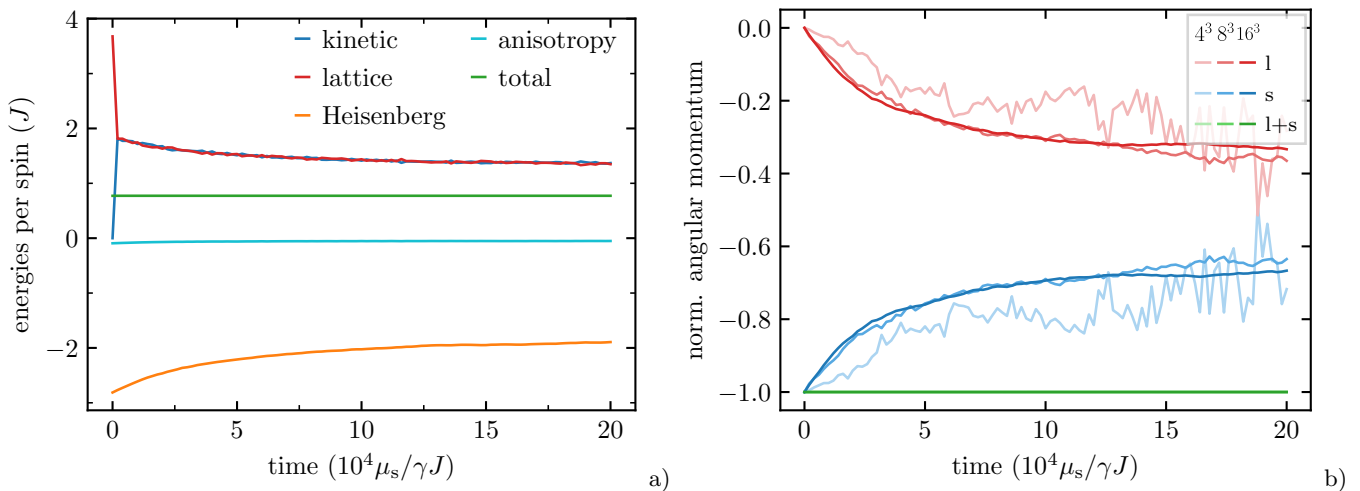 4
2
0
−2
0
5
10
15
20
energies per spin (J)
time (10⁴μₛ/γJ)
kinetic
lattice
Heisenberg
anisotropy
total
a)
0.0
−0.2
−0.4
−0.6
−0.8
−1.0
0
5
10
15
20
norm. angular momentum
time (10⁴μₛ/γJ)
4³ 8³ 16³
l
s
l+s
b)